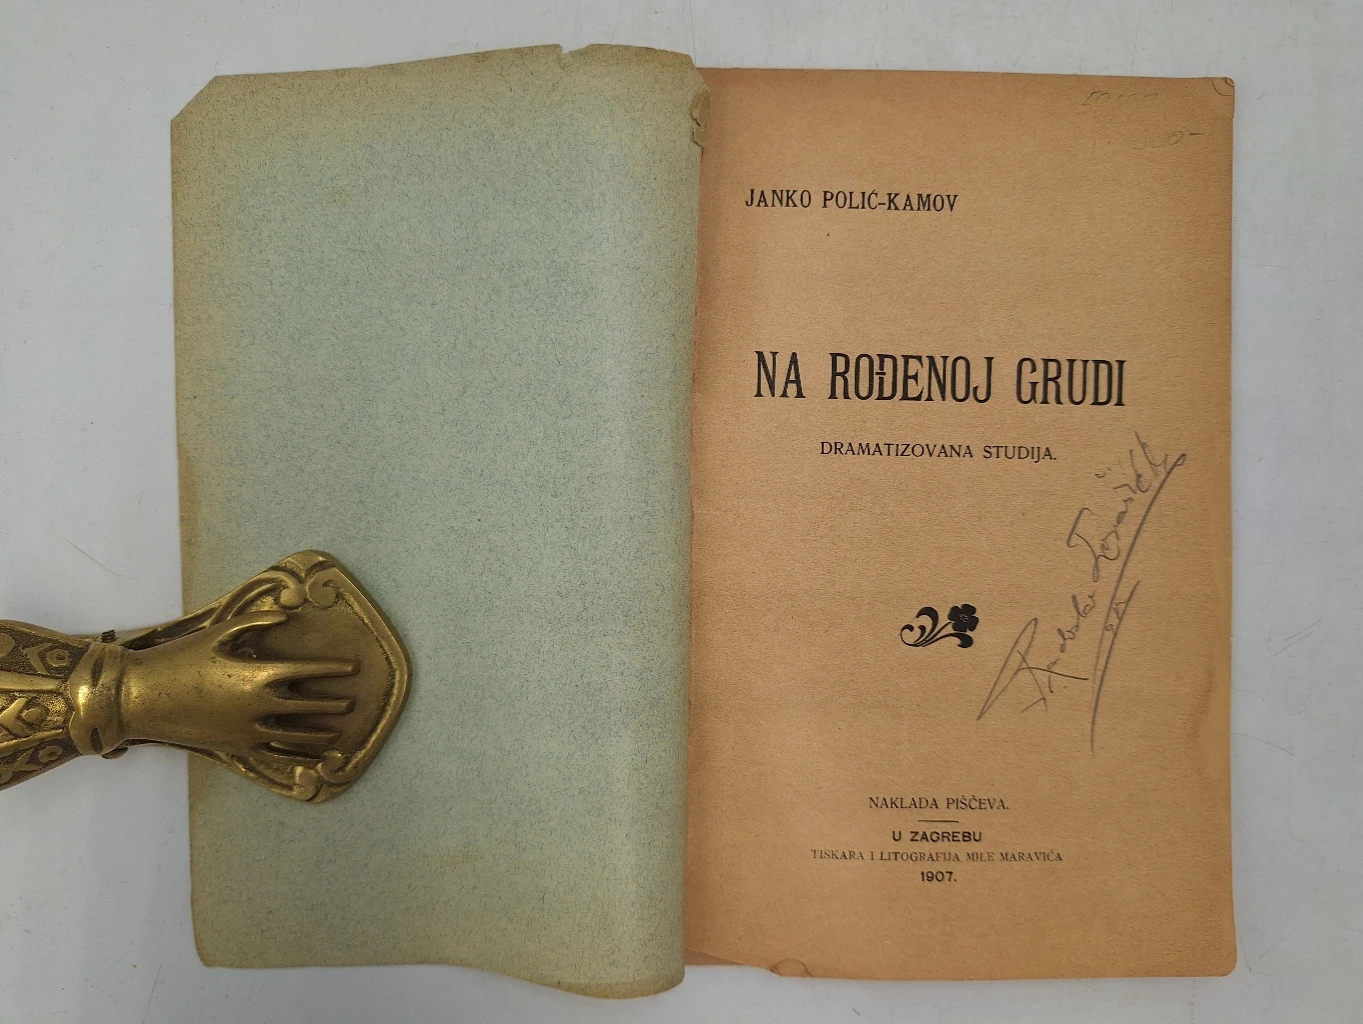 JANKO POLIĆ-KAMOV
NA ROĐENOJ GRUDI
DRAMATIZOVANA STUDIJA.
NAKLADA PIŠČEVA.
U ZAGREBU
TISKARA I LITOGRAFIJA MILE MARAVIĆA
1907.